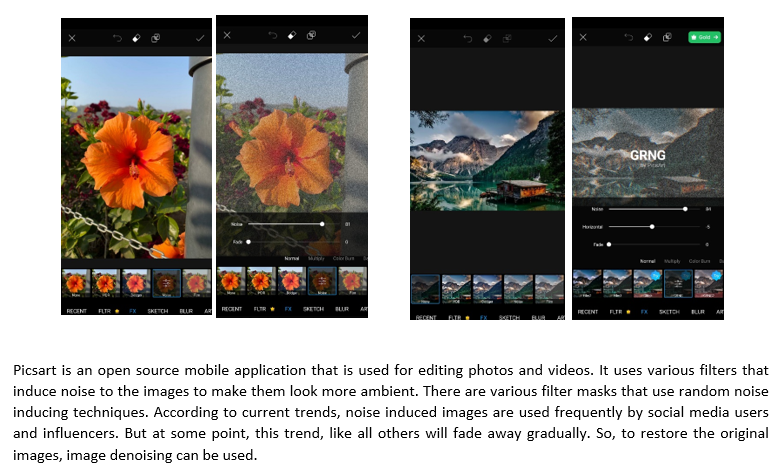 Noise 81
Fade 0
Normal Multiply Color Burn
RECENT FLTR FX SKETCH BLUR AR
RECENT FLTR FX SKETCH BLUR AR
Gold
GRNG
by Picsart
Noise 84
Horizontal -5
Fade 0
Normal Multiply Color Burn
RECENT FLTR FX SKETCH BLUR AR
RECENT FLTR FX SKETCH BLUR AR
Picsart is an open source mobile application that is used for editing photos and videos. It uses various filters that
induce noise to the images to make them look more ambient. There are various filter masks that use random noise
inducing techniques. According to current trends, noise induced images are used frequently by social media users
and influencers. But at some point, this trend, like all others will fade away gradually. So, to restore the original
images, image denoising can be used.